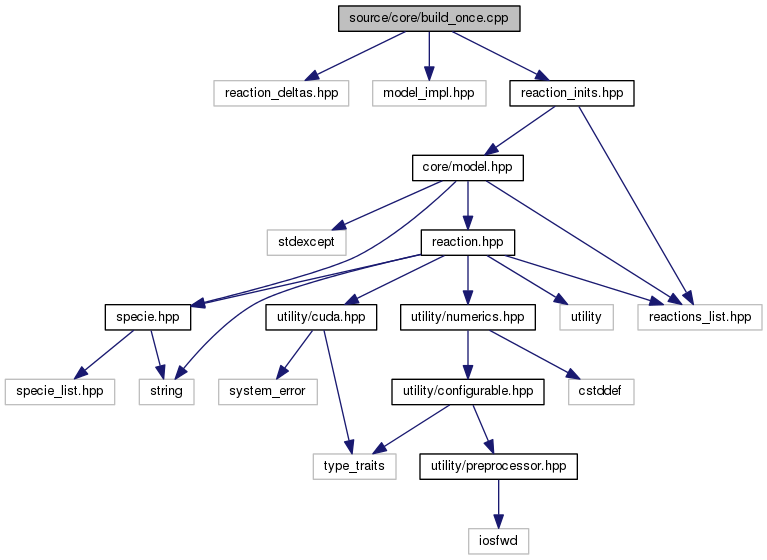 source/core/build_once.cpp
reaction_deltas.hpp
model_impl.hpp
reaction_inits.hpp
core/model.hpp
stdexcept
reaction.hpp
specie.hpp
utility/cuda.hpp
utility/numerics.hpp
utility
reactions_list.hpp
specie_list.hpp
string
system_error
utility/configurable.hpp
cstddef
type_traits
utility/preprocessor.hpp
iosfwd